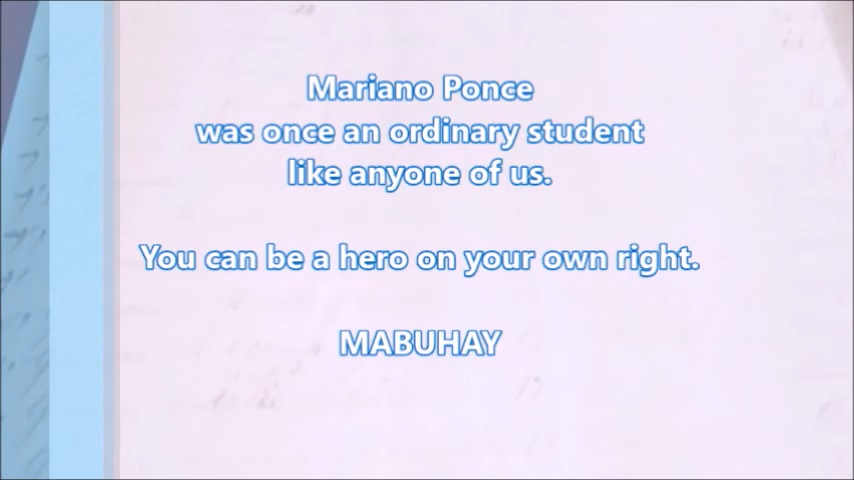 Mariano Ponce
was once an ordinary student
like anyone of us.
You can be a hero on your own right.
MABUHAY